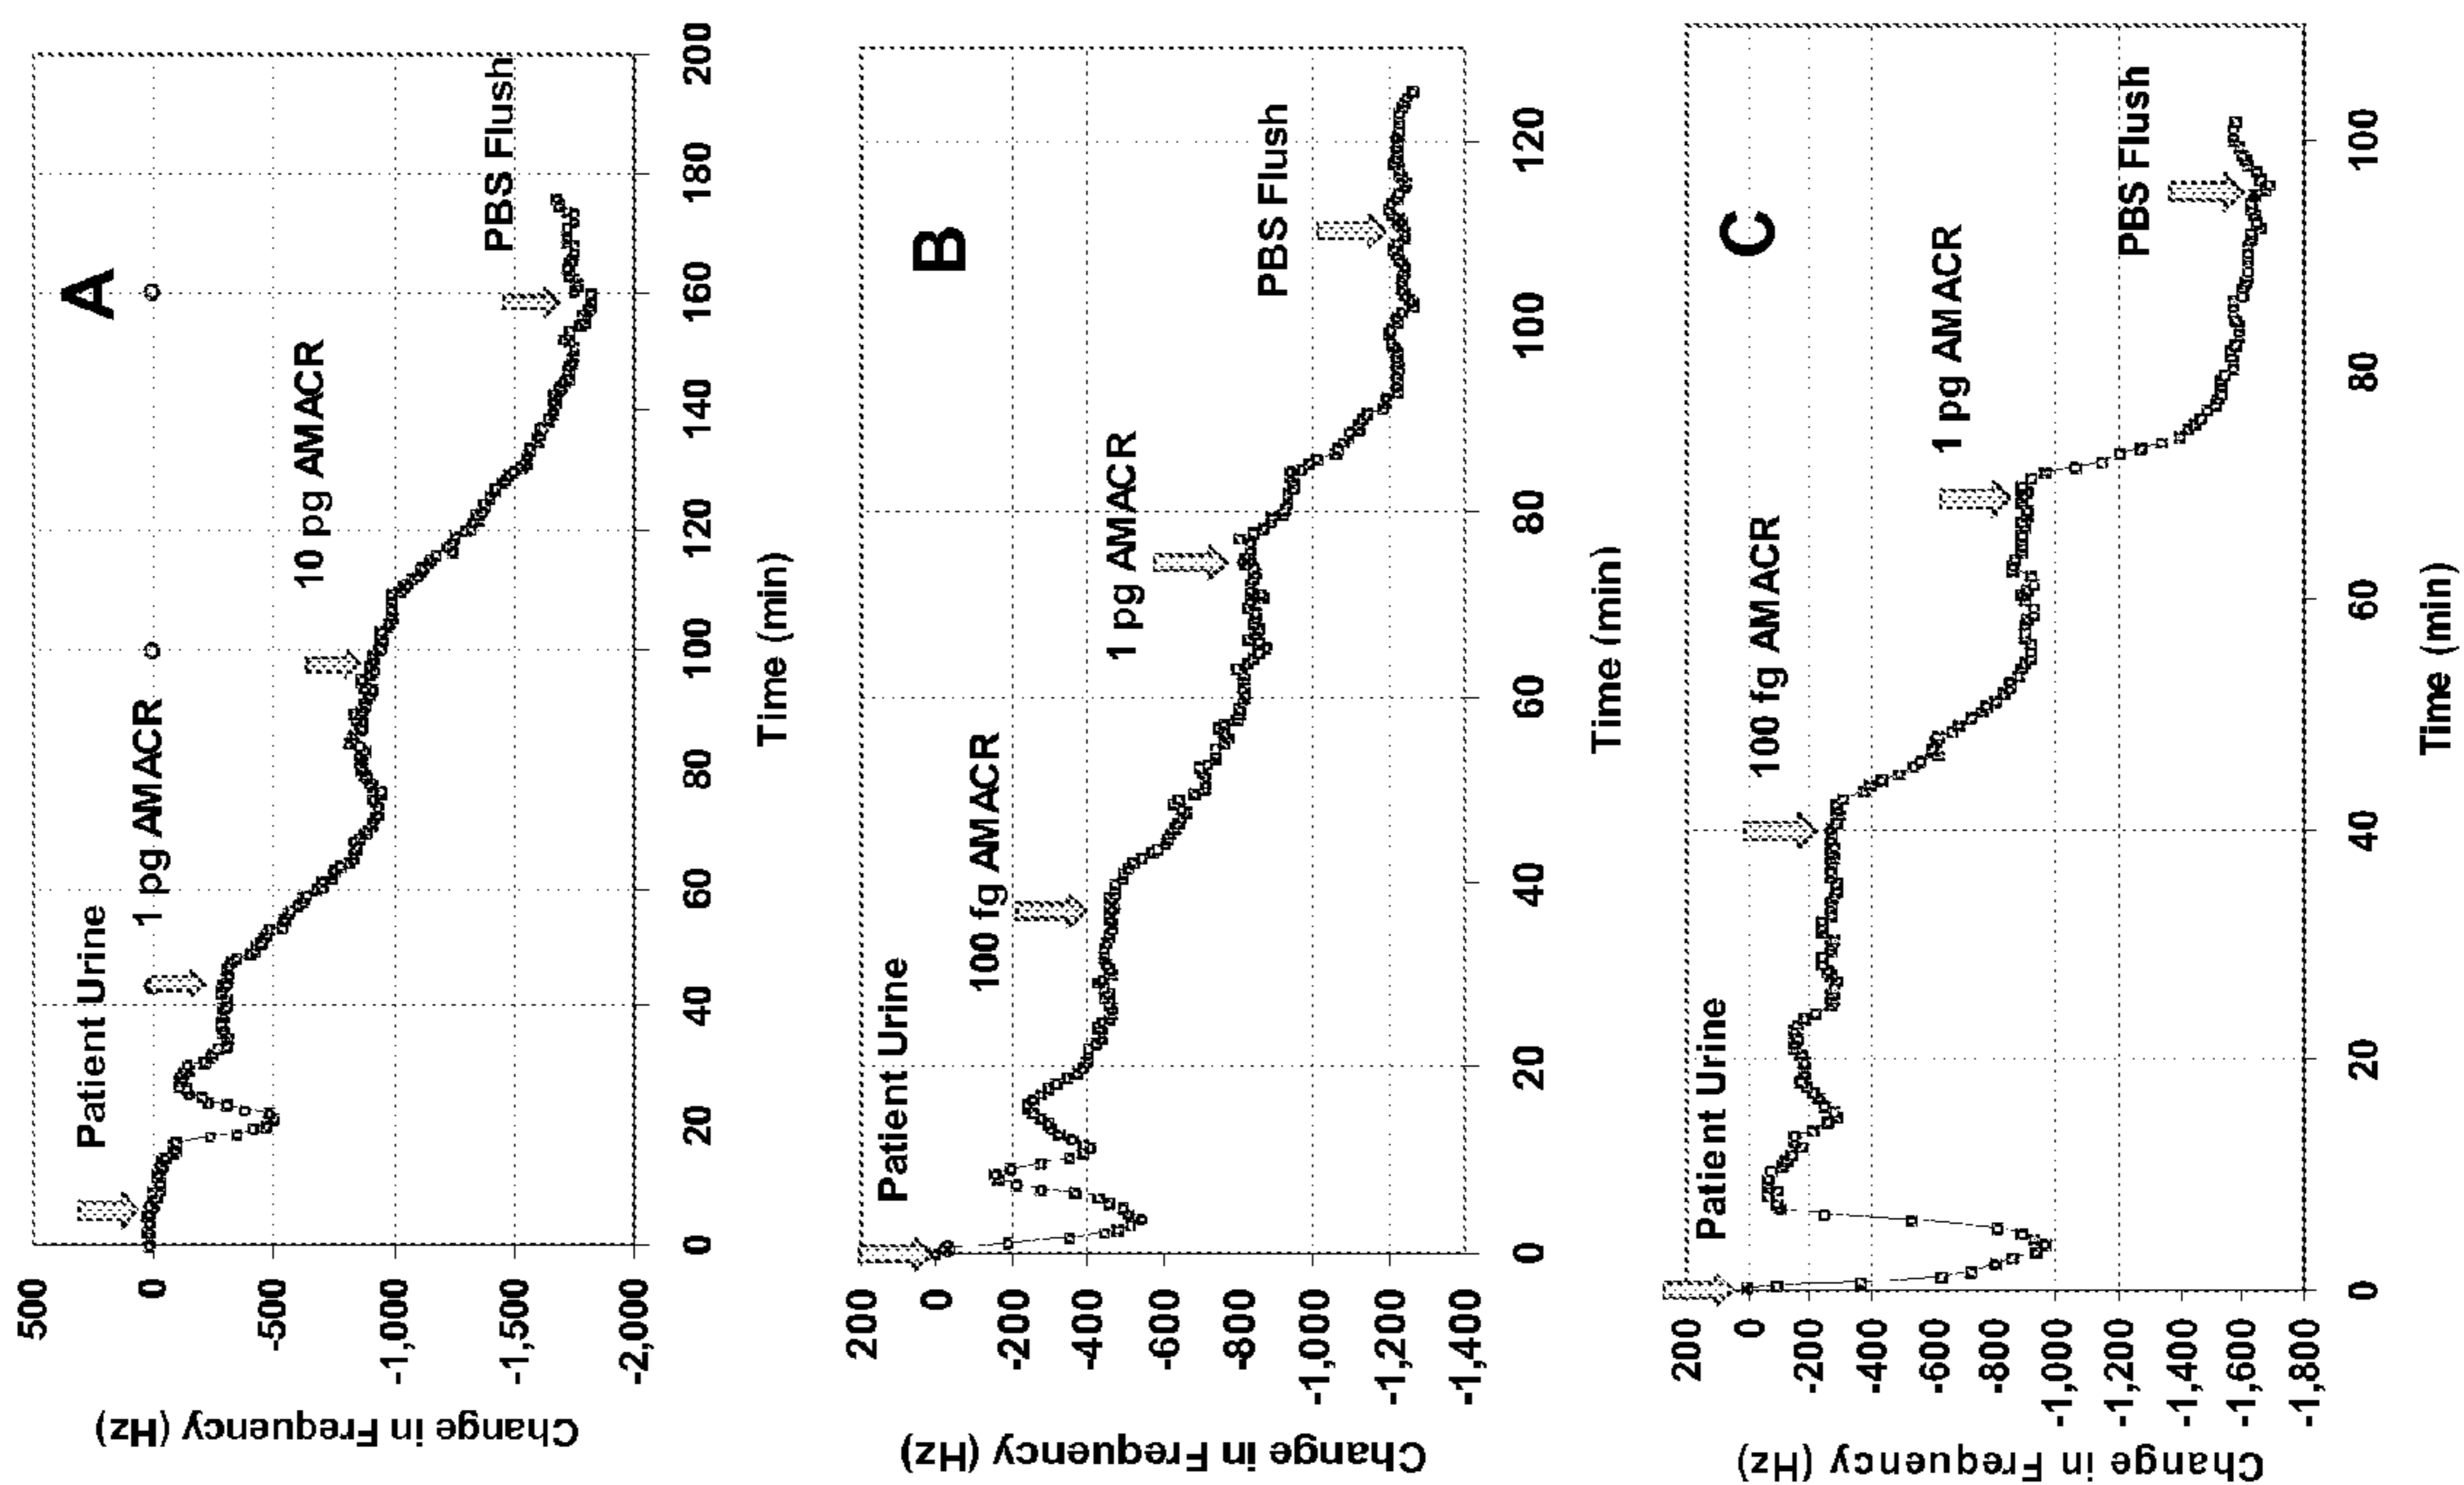 A
Patient Urine
1 pg AMACR
10 pg AMACR
PBS Flush
500
0
-500
-1,000
-1,500
-2,000
Change in Frequency (Hz)
0 20 40 60 80 100 120 140 160 180 200
Time (min)
B
Patient Urine
100 fg AMACR
1 pg AMACR
PBS Flush
200
0
-200
-400
-600
-800
-1,000
-1,200
-1,400
Change in Frequency (Hz)
0 20 40 60 80 100 120
Time (min)
C
Patient Urine
100 fg AMACR
1 pg AMACR
PBS Flush
200
0
-200
-400
-600
-800
-1,000
-1,200
-1,400
-1,600
-1,800
Change in Frequency (Hz)
0 20 40 60 80 100
Time (min)